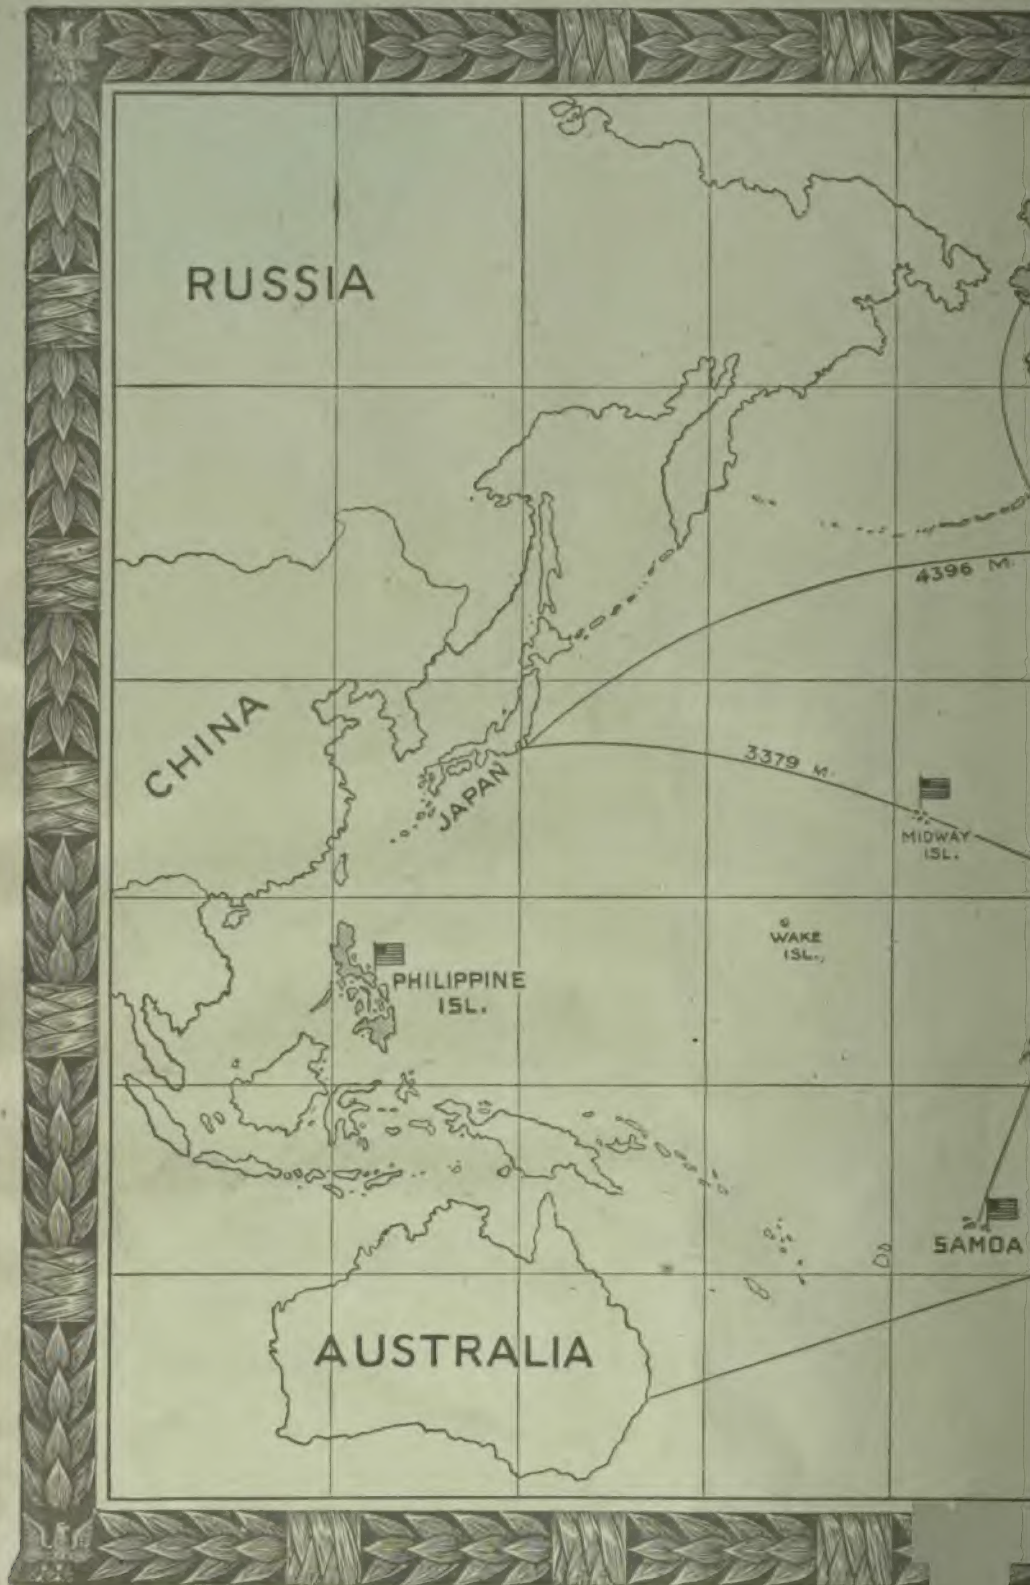 RUSSIA
4396 M.
CHINA
JAPAN
3379 M.
MIDWAY
ISL.
WAKE
ISL.
PHILIPPINE
ISL.
SAMOA
AUSTRALIA